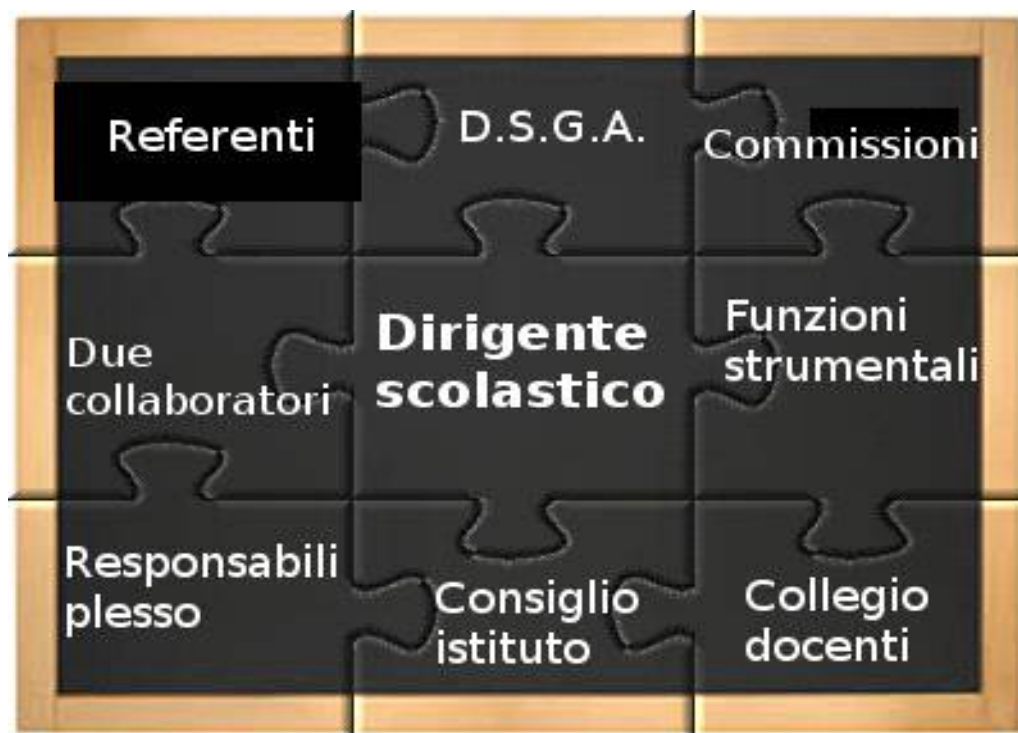 Referenti
D.S.G.A.
Commissioni
Due
collaboratori
Dirigente
scolastico
Funzioni
strumentali
Responsabili
plesso
Consiglio
istituto
Collegio
docenti